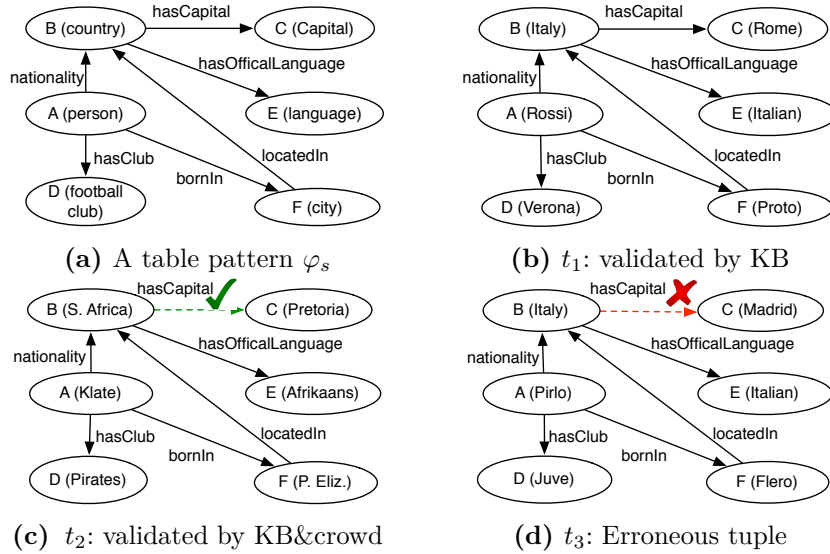 hasCapital
B (country)
C (Capital)
hasOfficalLanguage
nationality
A (person)
E (language)
hasClub
locatedIn
bornIn
D (football
club)
F (city)
(a) A table pattern φs
hasCapital
B (Italy)
C (Rome)
hasOfficalLanguage
nationality
A (Rossi)
E (Italian)
hasClub
locatedIn
bornIn
D (Verona)
F (Proto)
(b) t1: validated by KB
hasCapital
B (S. Africa)
C (Pretoria)
hasOfficalLanguage
nationality
A (Klate)
E (Afrikaans)
hasClub
locatedIn
bornIn
D (Pirates)
F (P. Eliz.)
(c) t2: validated by KB&crowd
hasCapital
B (Italy)
C (Madrid)
hasOfficalLanguage
nationality
A (Pirlo)
E (Italian)
hasClub
locatedIn
bornIn
D (Juve)
F (Flero)
(d) t3: Erroneous tuple